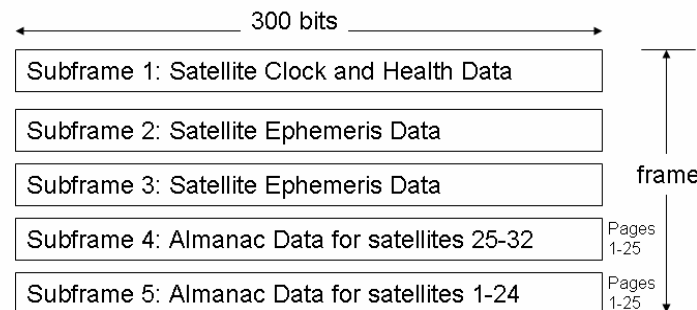 300 bits
Subframe 1: Satellite Clock and Health Data
Subframe 2: Satellite Ephemeris Data
Subframe 3: Satellite Ephemeris Data
frame
Subframe 4: Almanac Data for satellites 25-32
Pages
1-25
Subframe 5: Almanac Data for satellites 1-24
Pages
1-25